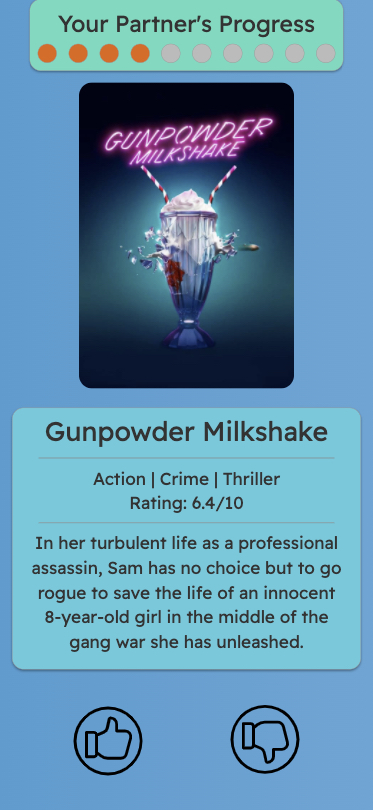 Your Partner's Progress
GUNPOWDER
MILKSHAKE
Gunpowder Milkshake
Action | Crime | Thriller
Rating: 6.4/10
In her turbulent life as a professional
assassin, Sam has no choice but to go
rogue to save the life of an innocent
8-year-old girl in the middle of the
gang war she has unleashed.